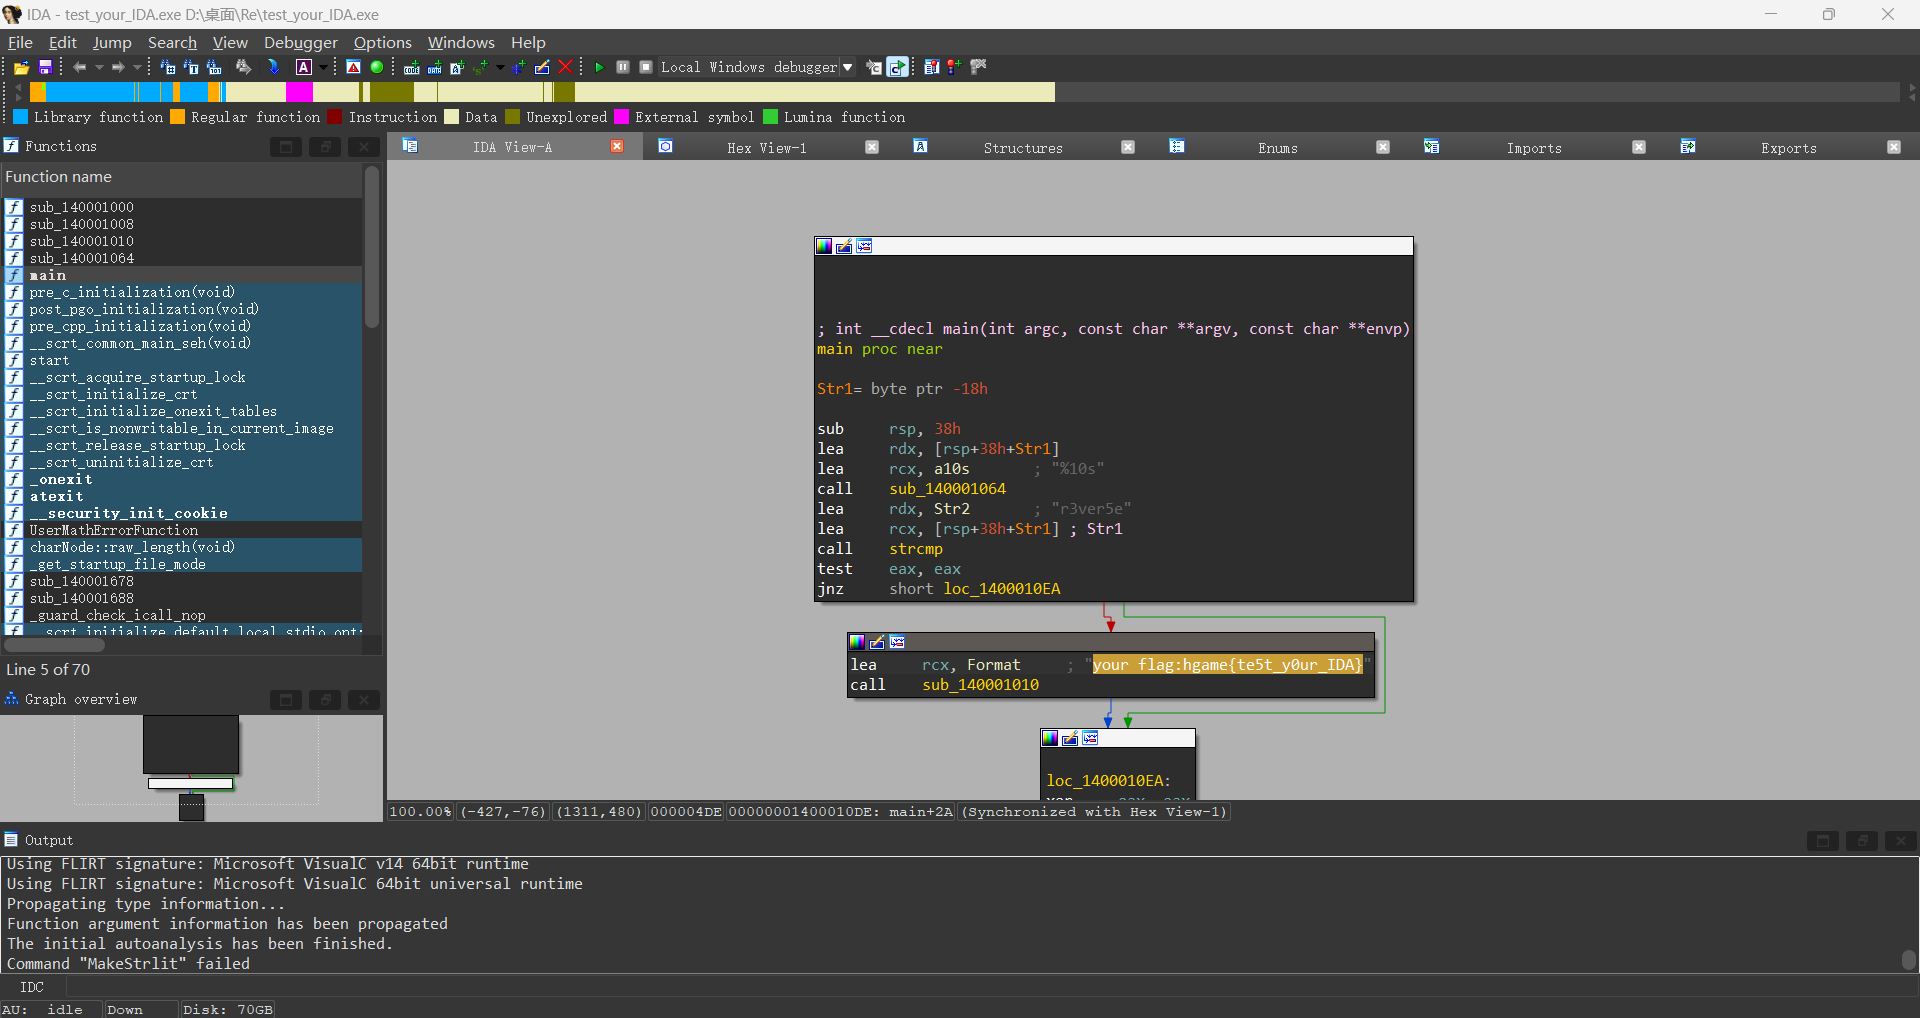 IDA - test_your_IDA.exe D:\桌面\Re\test_your_IDA.exe
File Edit Jump Search View Debugger Options Windows Help
Local Windows debugger
Library function Regular function Instruction Data Unexplored External symbol Lumina function
Functions
IDA View-A Hex View-1 Structures Enums Imports Exports
Function name
sub_140001000
sub_140001008
sub_140001010
sub_140001064
main
pre_c_initialization(void)
post_pgo_initialization(void)
pre_cpp_initialization(void)
__scrt_common_main_seh(void)
start
__scrt_acquire_startup_lock
__scrt_initialize_crt
__scrt_initialize_onexit_tables
__scrt_is_nonwritable_in_current_image
__scrt_release_startup_lock
__scrt_uninitialize_crt
_onexit
atexit
__security_init_cookie
UserMathErrorFunction
charNode::raw_length(void)
_get_startup_file_mode
sub_140001678
sub_140001688
_guard_check_icall_nop
__scrt_initialize_default_local_stdio_opt
Line 5 of 70
Graph overview
; int __cdecl main(int argc, const char **argv, const char **envp)
main proc near
Str1= byte ptr -18h
sub rsp, 38h
lea rdx, [rsp+38h+Str1]
lea rcx, a10s ; "%10s"
call sub_140001064
lea rdx, Str2 ; "r3ver5e"
lea rcx, [rsp+38h+Str1] ; Str1
call strcmp
test eax, eax
jnz short loc_1400010EA
lea rcx, Format ; "your flag:hgame{te5t_y0ur_IDA}"
call sub_140001010
loc_1400010EA:
xor eax, eax
100.00% (-427,-76) (1311,480) 000004DE 00000001400010DE: main+2A (Synchronized with Hex View-1)
Output
Using FLIRT signature: Microsoft VisualC v14 64bit runtime
Using FLIRT signature: Microsoft VisualC 64bit universal runtime
Propagating type information...
Function argument information has been propagated
The initial autoanalysis has been finished.
Command "MakeStrlit" failed
IDC
AU: idle Down Disk: 70GB